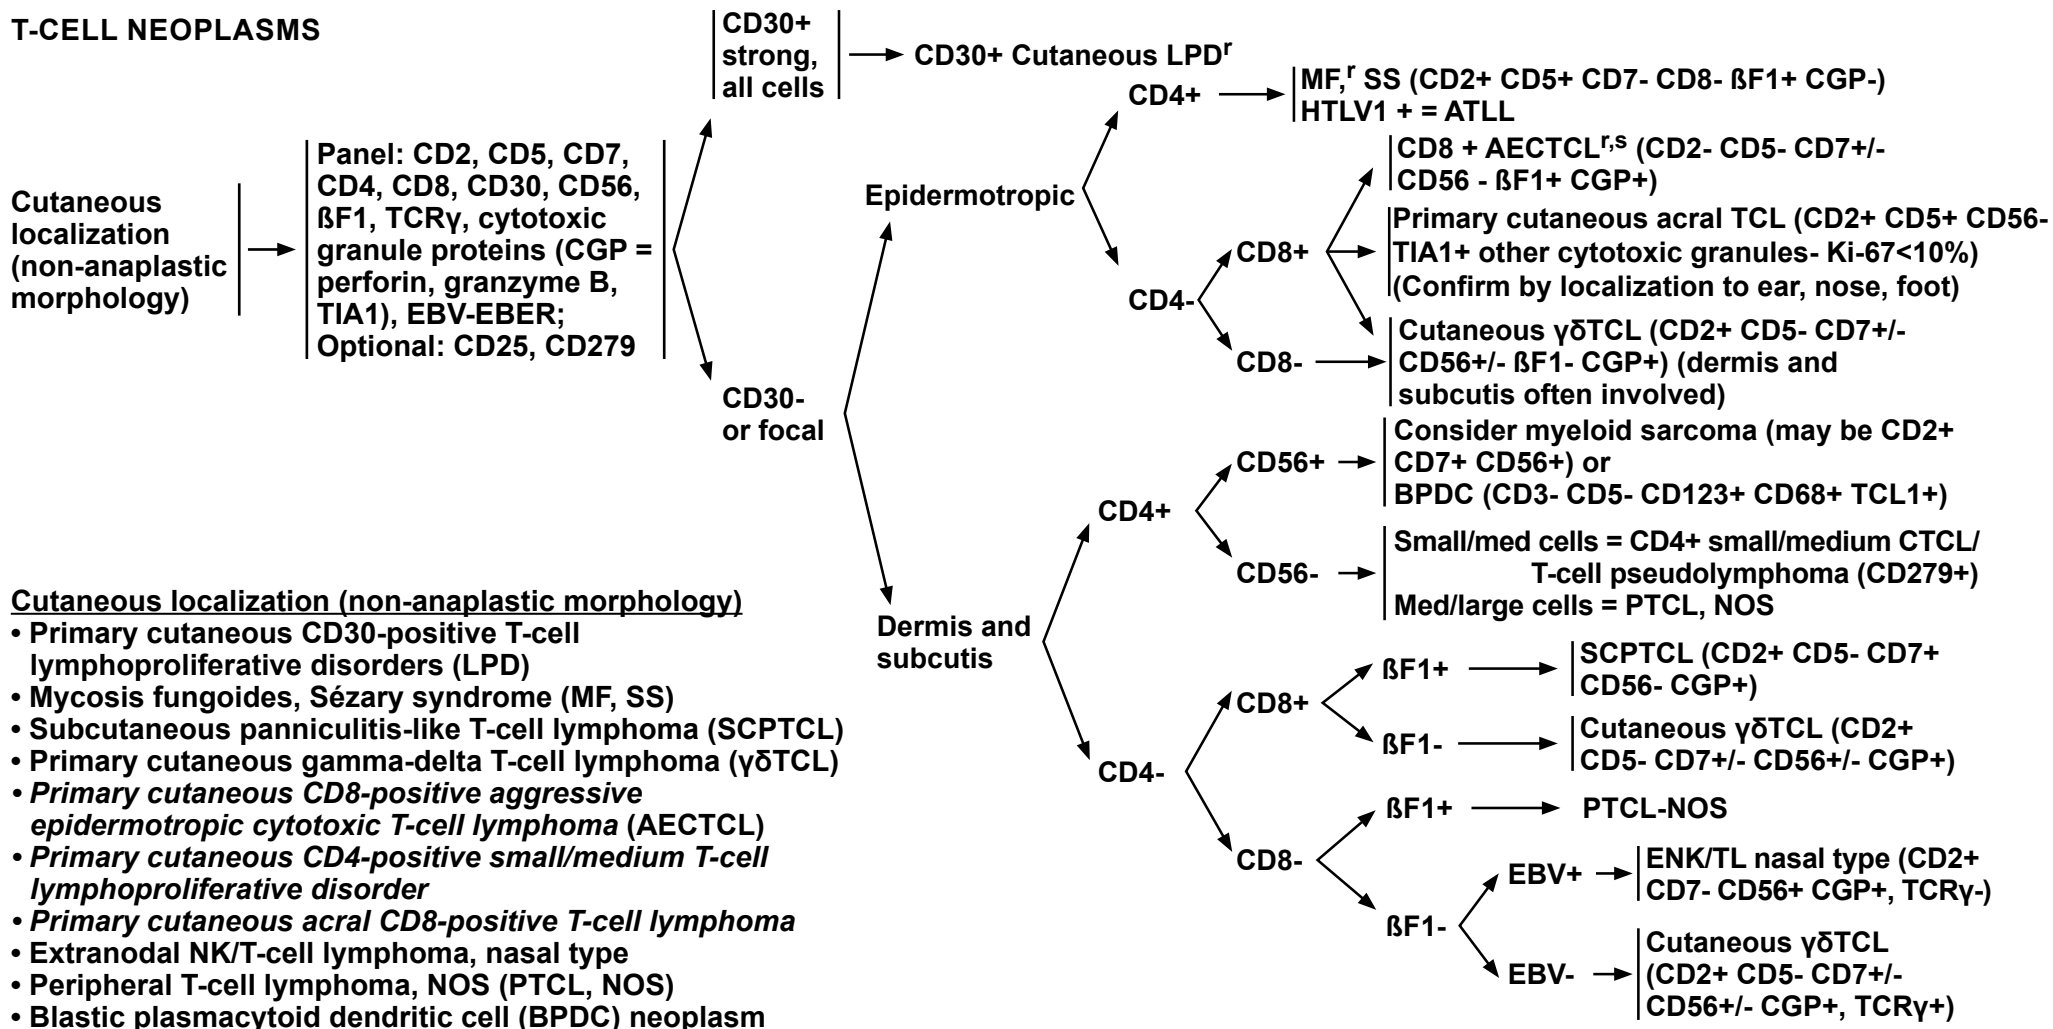 T-CELL NEOPLASMS
Cutaneous
localization
(non-anaplastic
morphology)
Panel: CD2, CD5, CD7,
CD4, CD8, CD30, CD56,
ßF1, TCRγ, cytotoxic
granule proteins (CGP =
perforin, granzyme B,
TIA1), EBV-EBER;
Optional: CD25, CD279
CD30+
strong,
all cells
CD30+ Cutaneous LPDʳ
CD30-
or focal
Epidermotropic
CD4+
MF,ʳ SS (CD2+ CD5+ CD7- CD8- ßF1+ CGP-)
HTLV1 + = ATLL
CD4-
CD8+
CD8 + AECTCLʳ,ˢ (CD2- CD5- CD7+/-
CD56 - ßF1+ CGP+)
Primary cutaneous acral TCL (CD2+ CD5+ CD56-
TIA1+ other cytotoxic granules- Ki-67<10%)
(Confirm by localization to ear, nose, foot)
CD8-
Cutaneous γδTCL (CD2+ CD5- CD7+/-
CD56+/- ßF1- CGP+) (dermis and
subcutis often involved)
Dermis and
subcutis
CD4+
CD56+
Consider myeloid sarcoma (may be CD2+
CD7+ CD56+) or
BPDC (CD3- CD5- CD123+ CD68+ TCL1+)
CD56-
Small/med cells = CD4+ small/medium CTCL/
T-cell pseudolymphoma (CD279+)
Med/large cells = PTCL, NOS
CD4-
CD8+
ßF1+
SCPTCL (CD2+ CD5- CD7+
CD56- CGP+)
ßF1-
Cutaneous γδTCL (CD2+
CD5- CD7+/- CD56+/- CGP+)
CD8-
ßF1+
PTCL-NOS
ßF1-
EBV+
ENK/TL nasal type (CD2+
CD7- CD56+ CGP+, TCRγ-)
EBV-
Cutaneous γδTCL
(CD2+ CD5- CD7+/-
CD56+/- CGP+, TCRγ+)
Cutaneous localization (non-anaplastic morphology)
• Primary cutaneous CD30-positive T-cell
lymphoproliferative disorders (LPD)
• Mycosis fungoides, Sézary syndrome (MF, SS)
• Subcutaneous panniculitis-like T-cell lymphoma (SCPTCL)
• Primary cutaneous gamma-delta T-cell lymphoma (γδTCL)
• Primary cutaneous CD8-positive aggressive
epidermotropic cytotoxic T-cell lymphoma (AECTCL)
• Primary cutaneous CD4-positive small/medium T-cell
lymphoproliferative disorder
• Primary cutaneous acral CD8-positive T-cell lymphoma
• Extranodal NK/T-cell lymphoma, nasal type
• Peripheral T-cell lymphoma, NOS (PTCL, NOS)
• Blastic plasmacytoid dendritic cell (BPDC) neoplasm